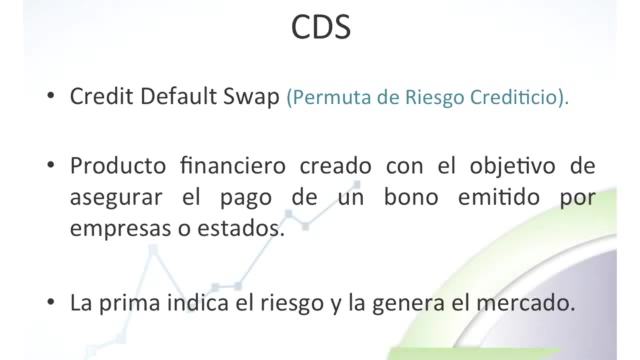 CDS
• Credit Default Swap (Permuta de Riesgo Crediticio).
• Producto financiero creado con el objetivo de
asegurar el pago de un bono emitido por
empresas o estados.
• La prima indica el riesgo y la genera el mercado.